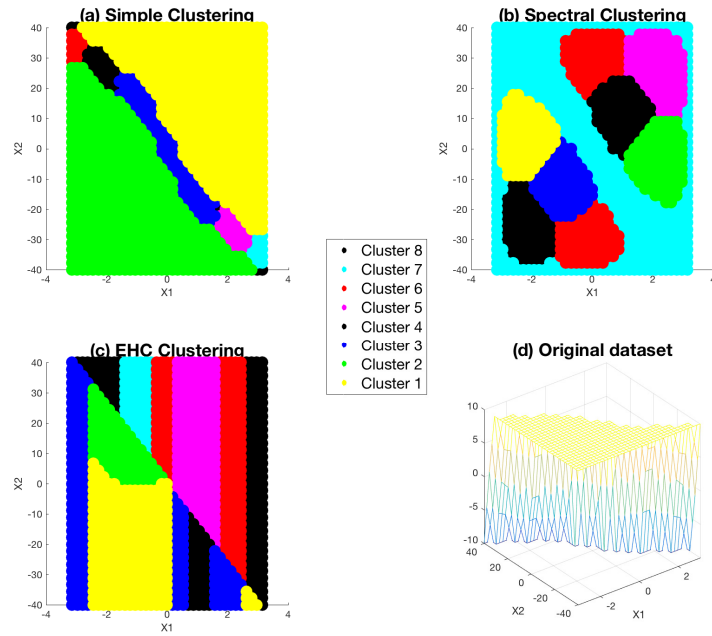 (a) Simple Clustering
40
30
20
10
0
-10
-20
-30
-40
X2
-4
-2
0
2
4
X1
(b) Spectral Clustering
40
30
20
10
0
-10
-20
-30
-40
X2
-4
-2
0
2
4
X1
Cluster 8
Cluster 7
Cluster 6
Cluster 5
Cluster 4
Cluster 3
Cluster 2
Cluster 1
(c) EHC Clustering
40
30
20
10
0
-10
-20
-30
-40
X2
-4
-2
0
2
4
X1
(d) Original dataset
10
5
0
-5
-10
40
20
0
-20
-40
X2
-2
0
2
X1